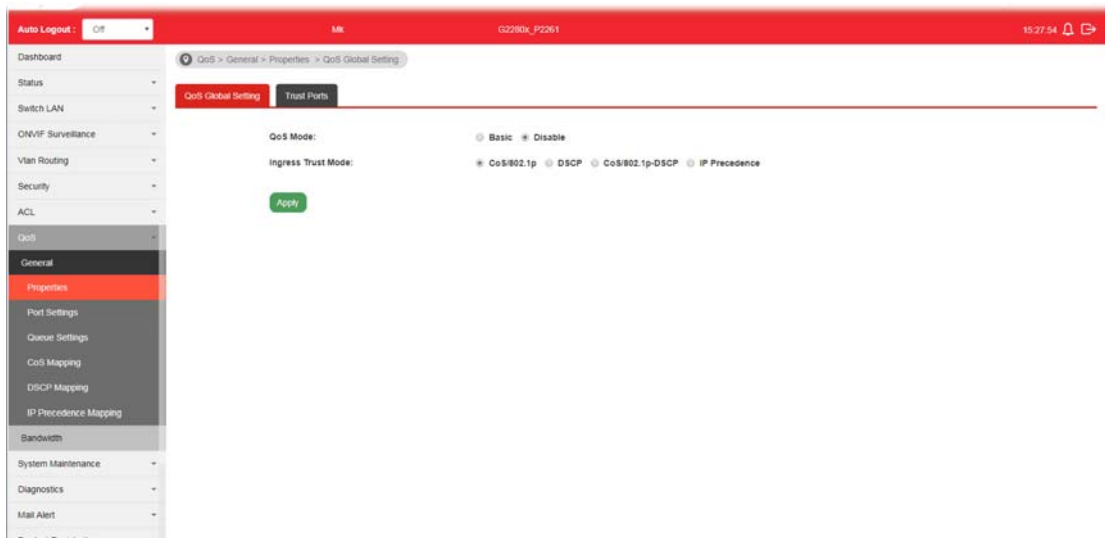 Auto Logout : Off Mk G2280x_P2261 15:27:54
Dashboard
QoS > General > Properties > QoS Global Setting
Status
Switch LAN
QoS Global Setting Trust Ports
ONVIF Surveillance
QoS Mode: Basic Disable
Vlan Routing
Ingress Trust Mode: CoS/802.1p DSCP CoS/802.1p-DSCP IP Precedence
Security
ACL
Apply
QoS
General
Properties
Port Settings
Queue Settings
CoS Mapping
DSCP Mapping
IP Precedence Mapping
Bandwidth
System Maintenance
Diagnostics
Mail Alert